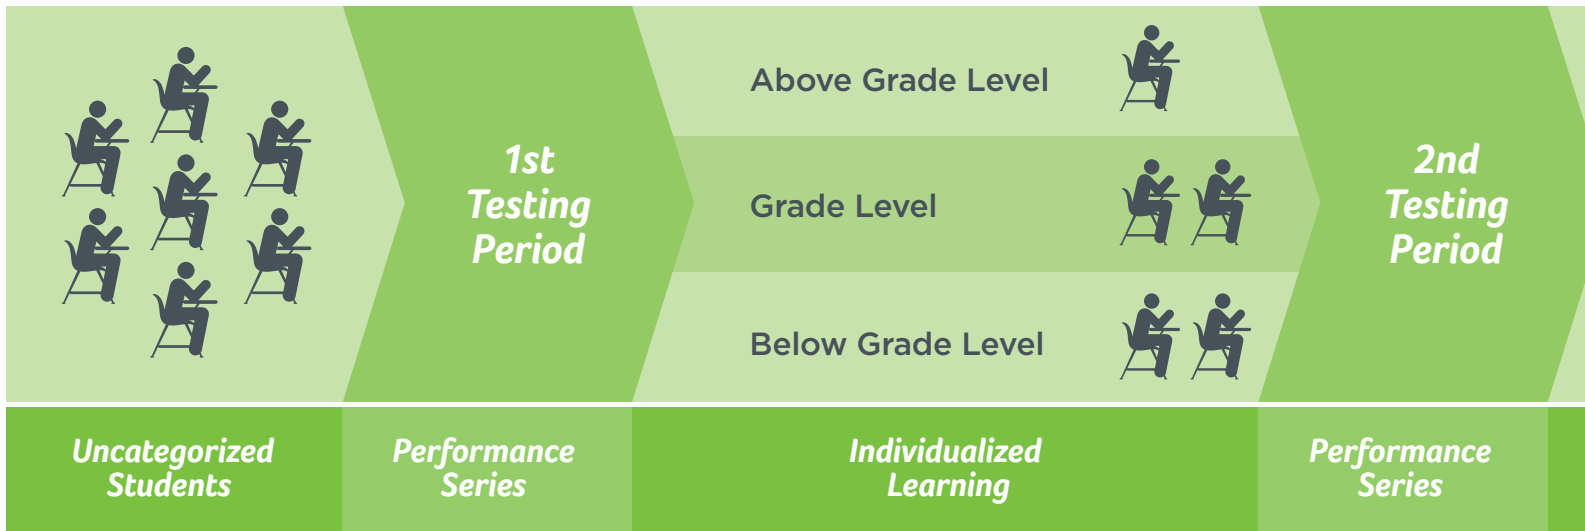 1st
Testing
Period
Above Grade Level
Grade Level
Below Grade Level
2nd
Testing
Period
Uncategorized
Students
Performance
Series
Individualized
Learning
Performance
Series